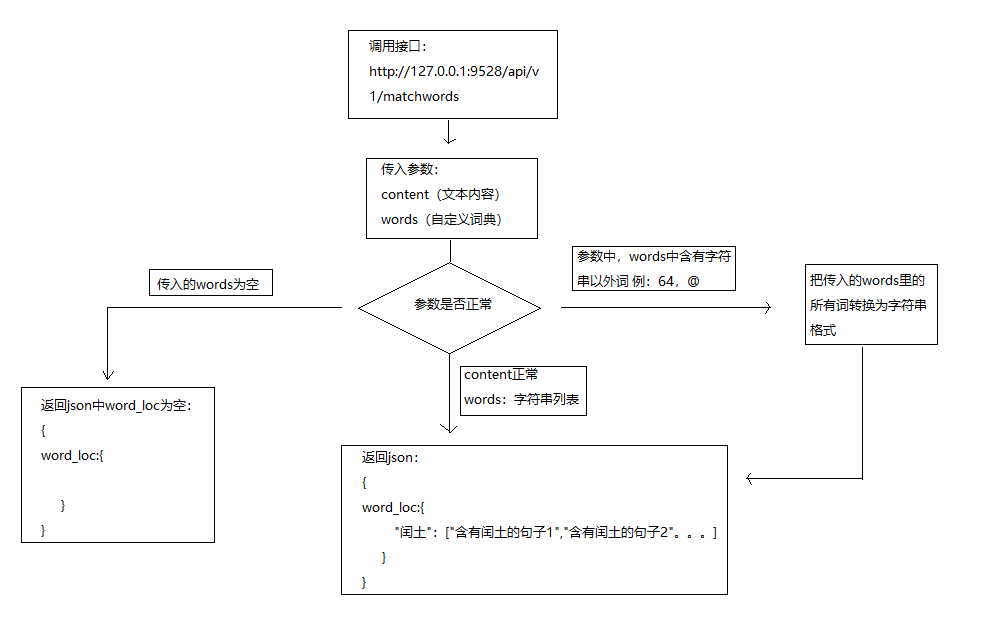 调用接口：
http://127.0.0.1:9528/api/v
1/matchwords
传入参数：
content（文本内容）
words（自定义词典）
参数中，words中含有字符
串以外词 例：64，@
传入的words为空
参数是否正常
把传入的words里的
所有词转换为字符串
格式
content正常
words：字符串列表
返回json中word_loc为空：
{
word_loc:{
}
}
返回json：
{
word_loc:{
"闰土"：["含有闰土的句子1","含有闰土的句子2"。。。]
}
}